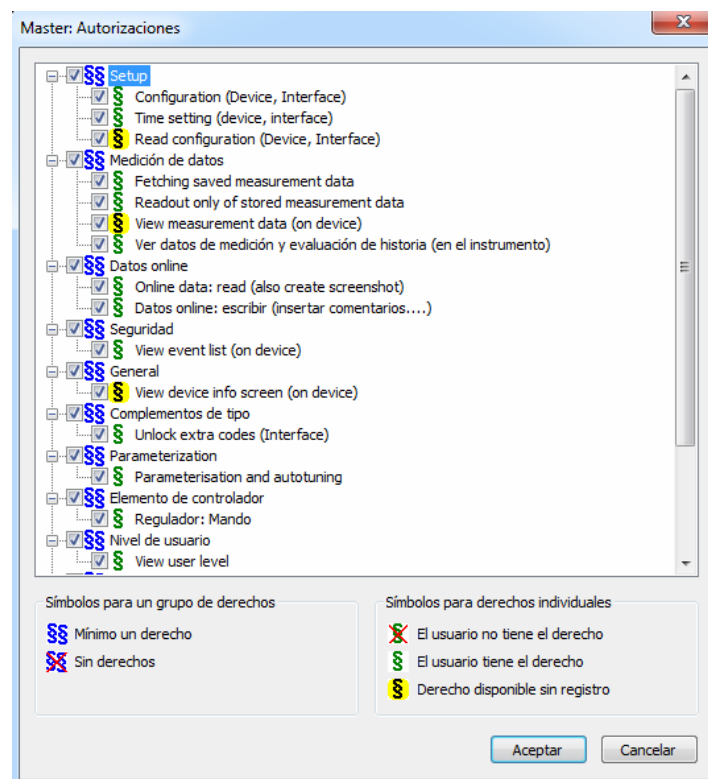 Master: Autorizaciones
§§ Setup
§ Configuration (Device, Interface)
§ Time setting (device, interface)
§ Read configuration (Device, Interface)
§§ Medición de datos
§ Fetching saved measurement data
§ Readout only of stored measurement data
§ View measurement data (on device)
§ Ver datos de medición y evaluación de historia (en el instrumento)
§§ Datos online
§ Online data: read (also create screenshot)
§ Datos online: escribir (insertar comentarios....)
§§ Seguridad
§ View event list (on device)
§§ General
§ View device info screen (on device)
§§ Complementos de tipo
§ Unlock extra codes (Interface)
§§ Parameterization
§ Parameterisation and autotuning
§§ Elemento de controlador
§ Regulador: Mando
§§ Nivel de usuario
§ View user level
Símbolos para un grupo de derechos
§§ Mínimo un derecho
§§ Sin derechos
Símbolos para derechos individuales
§ El usuario no tiene el derecho
§ El usuario tiene el derecho
§ Derecho disponible sin registro
Aceptar
Cancelar